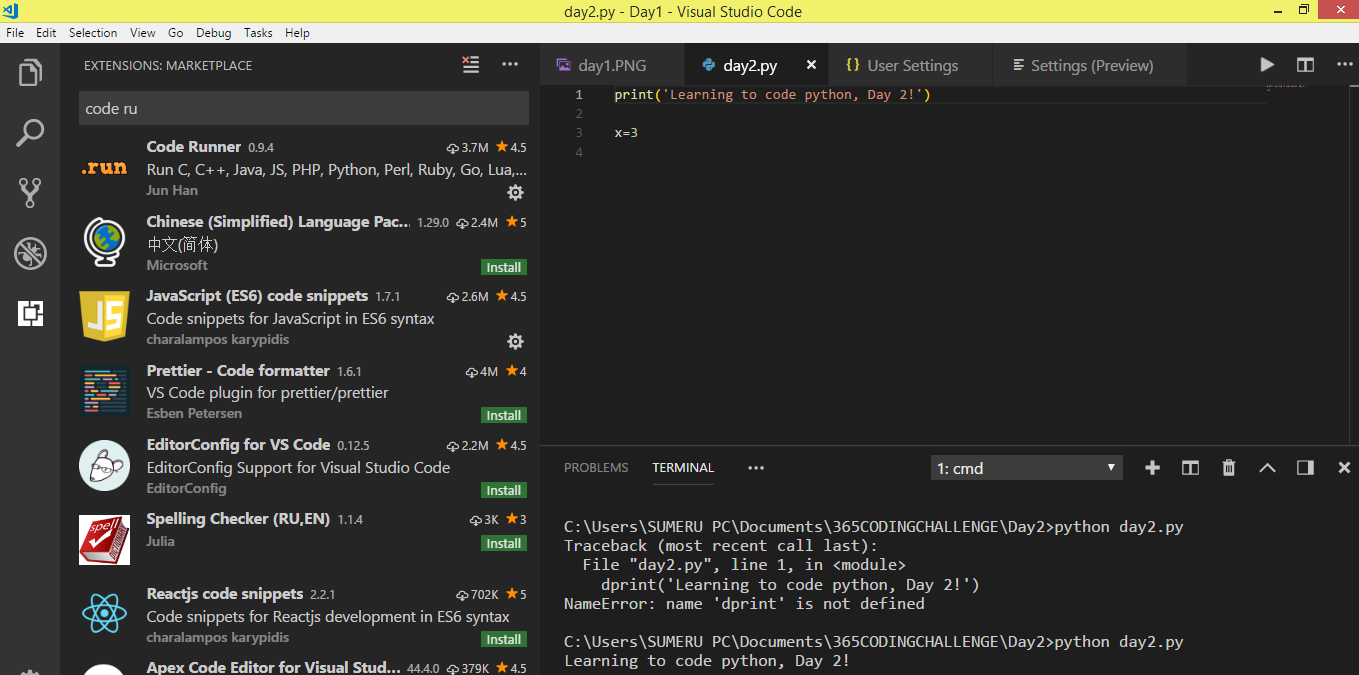 day2.py - Day1 - Visual Studio Code
File Edit Selection View Go Debug Tasks Help
EXTENSIONS: MARKETPLACE
code ru
.run
Code Runner 0.9.4 3.7M 4.5
Run C, C++, Java, JS, PHP, Python, Perl, Ruby, Go, Lua,...
Jun Han
Chinese (Simplified) Language Pac... 1.29.0 2.4M 5
中文(简体)
Microsoft Install
JS
JavaScript (ES6) code snippets 1.7.1 2.6M 4.5
Code snippets for JavaScript in ES6 syntax
charalampos karypidis
Prettier - Code formatter 1.6.1 4M 4
VS Code plugin for prettier/prettier
Esben Petersen Install
EditorConfig for VS Code 0.12.5 2.2M 4.5
EditorConfig Support for Visual Studio Code
EditorConfig Install
spell
Spelling Checker (RU,EN) 1.1.4 3K 3
Julia Install
Reactjs code snippets 2.2.1 702K 5
Code snippets for Reactjs development in ES6 syntax
charalampos karypidis Install
Apex Code Editor for Visual Stud... 44.4.0 379K 4.5
day1.PNG day2.py {} User Settings Settings (Preview)
1 print('Learning to code python, Day 2!')
2
3 x=3
4
PROBLEMS TERMINAL 1: cmd
C:\Users\SUMERU PC\Documents\365CODINGCHALLENGE\Day2>python day2.py
Traceback (most recent call last):
File "day2.py", line 1, in <module>
dprint('Learning to code python, Day 2!')
NameError: name 'dprint' is not defined
C:\Users\SUMERU PC\Documents\365CODINGCHALLENGE\Day2>python day2.py
Learning to code python, Day 2!